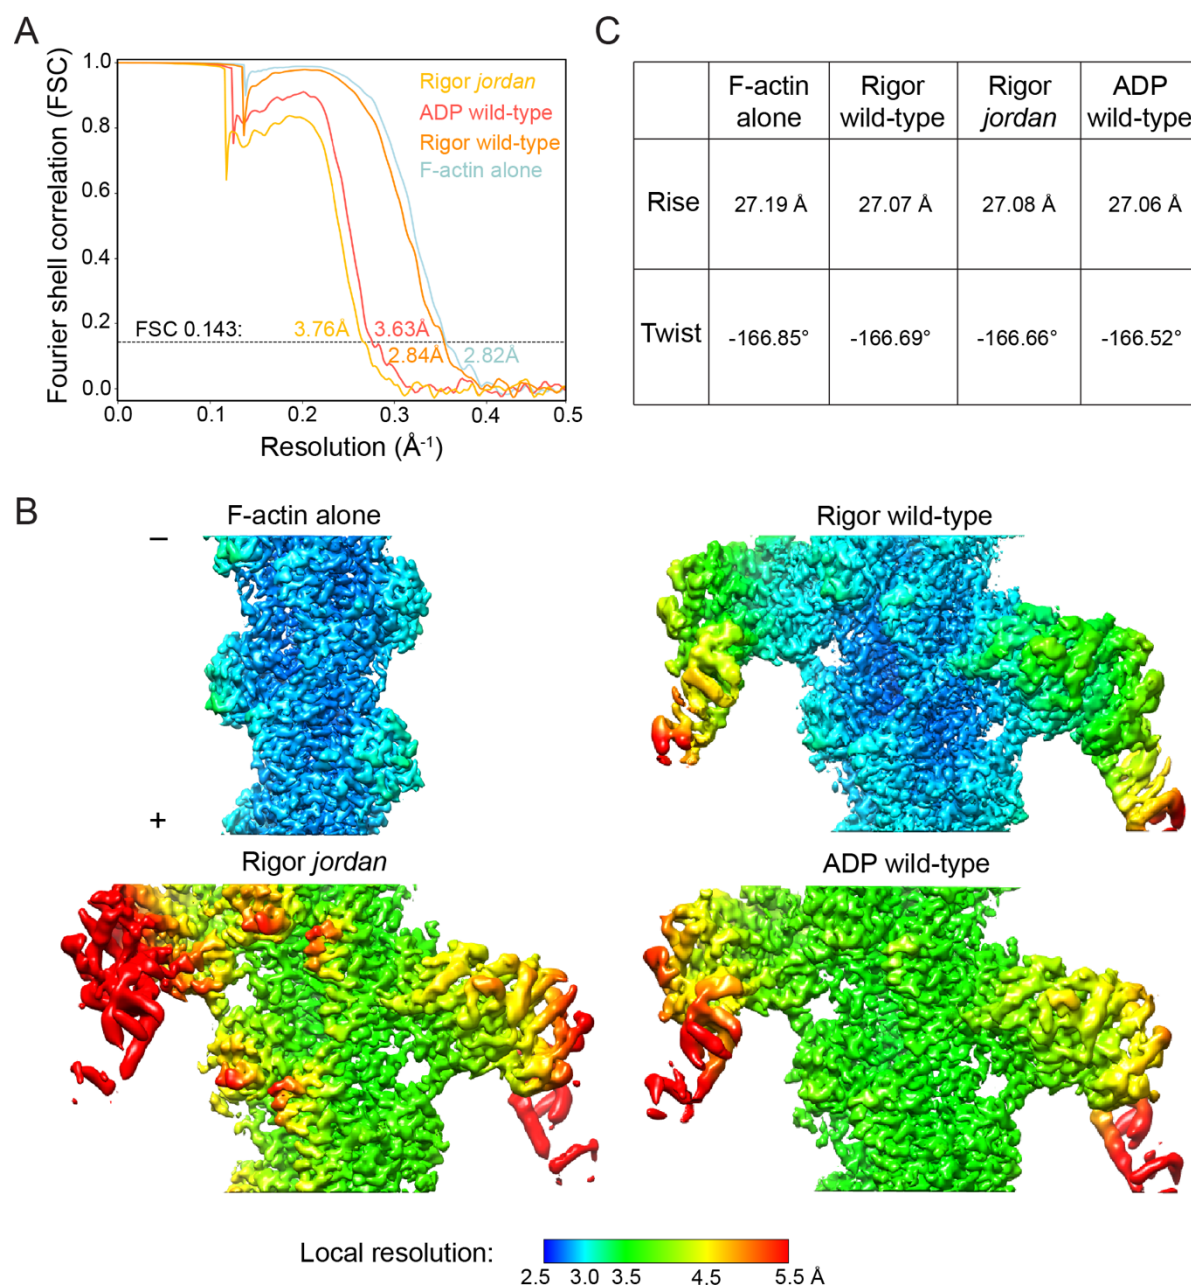 A
Fourier shell correlation (FSC)
1.0
0.8
0.6
0.4
0.2
0.0
Rigor jordan
ADP wild-type
Rigor wild-type
F-actin alone
FSC 0.143:
3.76Å
3.63Å
2.84Å
2.82Å
0.0
0.1
0.2
0.3
0.4
0.5
Resolution (Å-1)
C
F-actin alone
Rigor wild-type
Rigor jordan
ADP wild-type
Rise
27.19 Å
27.07 Å
27.08 Å
27.06 Å
Twist
-166.85°
-166.69°
-166.66°
-166.52°
B
F-actin alone
–
+
Rigor wild-type
Rigor jordan
ADP wild-type
Local resolution:
2.5
3.0
3.5
4.5
5.5 Å